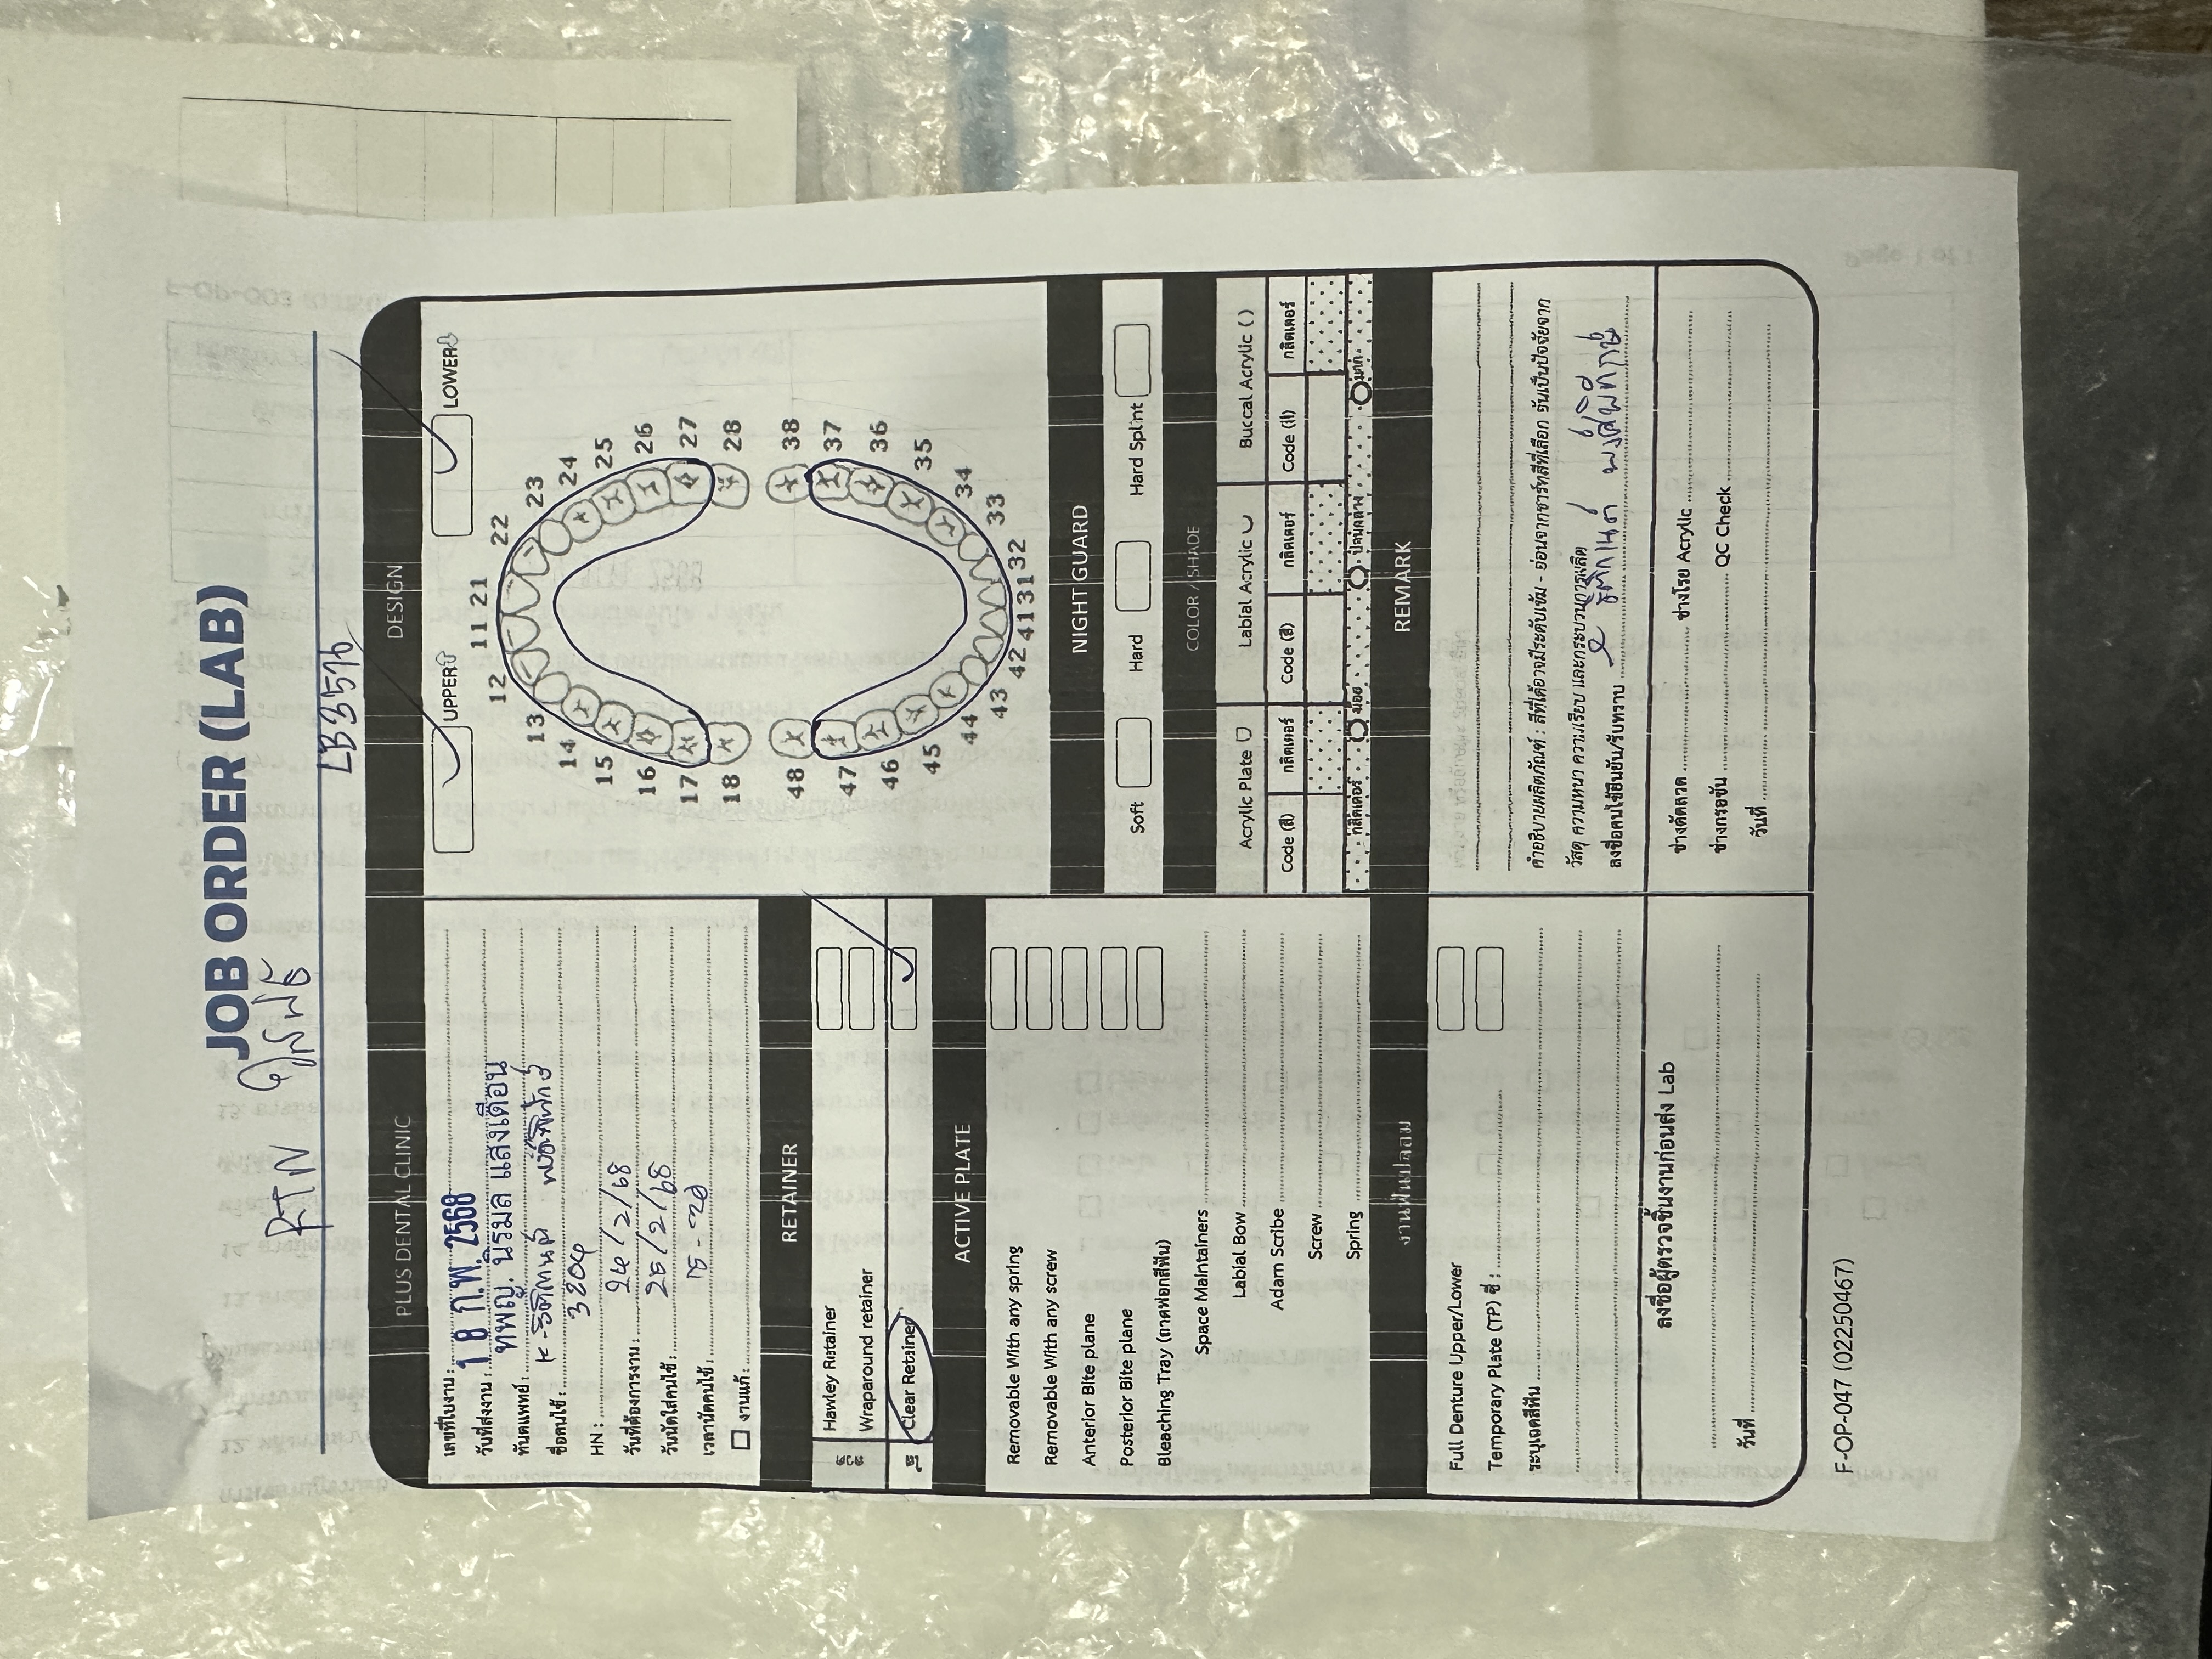 JOB ORDER (LAB)
RTN ใสฟรี
LB3576
PLUS DENTAL CLINIC
เลขที่ใบงาน :
วันที่ส่งงาน : 18 ก.พ. 2568
ทันตแพทย์ : ทพญ. นิรมล แสงเดือน
ชื่อคนไข้ :
HN : 3204
วันที่ต้องการงาน : 24/2/68
วันนัดใส่คนไข้ : 25/2/68
เวลานัดคนไข้ :
งานแก้ :
RETAINER
ลวด
Hawley Retainer
Wraparound retainer
ใส
Clear Retainer
ACTIVE PLATE
Removable With any spring
Removable With any screw
Anterior Bite plane
Posterior Bite plane
Bleaching Tray (ถาดฟอกสีฟัน)
Space Maintainers
Labial Bow
Adam Scribe
Screw
Spring
งานฟันปลอม
Full Denture Upper/Lower
Temporary Plate (TP) ซี่ :
ระบุเฉดสีฟัน
ลงชื่อผู้ตรวจชิ้นงานก่อนส่ง Lab
วันที่
DESIGN
UPPER LOWER
11 21
12 22
13 23
14 24
15 25
16 26
17 27
18 28
48 38
47 37
46 36
45 35
44 34
43 33
42 41 31 32
NIGHT GUARD
Soft Hard Hard Splint
COLOR / SHADE
Acrylic Plate Labial Acrylic Buccal Acrylic ( )
Code (สี) กลิตเตอร์ Code (สี) กลิตเตอร์ Code (สี) กลิตเตอร์
กลิตเตอร์ น้อย ปานกลาง มาก
REMARK
คำอธิบายผลิตภัณฑ์ : สีที่ได้อาจมีระดับเข้ม - อ่อนจากชาร์ทสีที่เลือก อันเป็นปัจจัยจาก
วัสดุ ความหนา ความเรียบ และกระบวนการผลิต
ลงชื่อคนไข้ยืนยัน/รับทราบ ธิติกานต์ พงศ์พิทักษ์
ช่างดัดลวด ช่างโรย Acrylic
ช่างกรอขัน QC Check
วันที่
F-OP-047 (02250467)